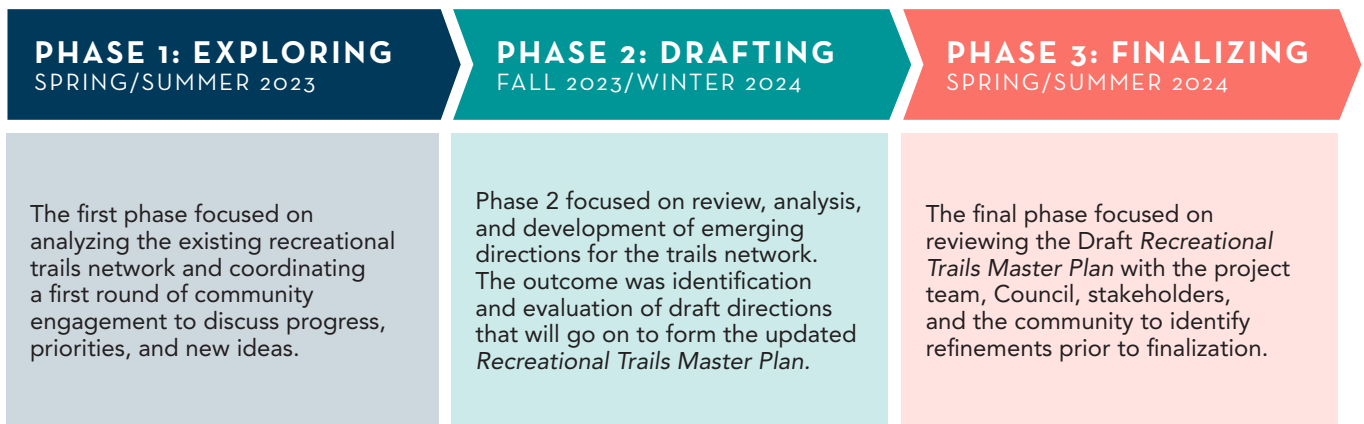 PHASE 1: EXPLORING
SPRING/SUMMER 2023
The first phase focused on
analyzing the existing recreational
trails network and coordinating
a first round of community
engagement to discuss progress,
priorities, and new ideas.
PHASE 2: DRAFTING
FALL 2023/WINTER 2024
Phase 2 focused on review, analysis,
and development of emerging
directions for the trails network.
The outcome was identification
and evaluation of draft directions
that will go on to form the updated
Recreational Trails Master Plan.
PHASE 3: FINALIZING
SPRING/SUMMER 2024
The final phase focused on
reviewing the Draft Recreational
Trails Master Plan with the project
team, Council, stakeholders,
and the community to identify
refinements prior to finalization.